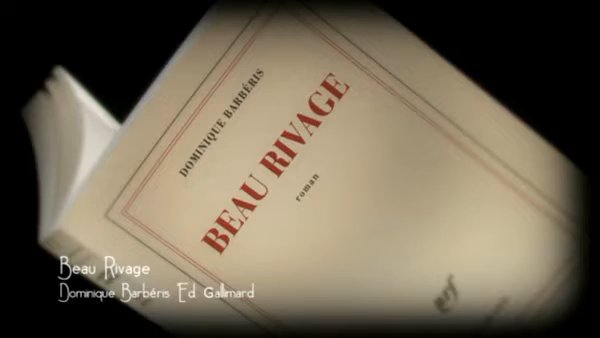 DOMINIQUE BARBÉRIS
BEAU RIVAGE
roman
nrf
Beau Rivage
Dominique Barbéris Ed Gallimard